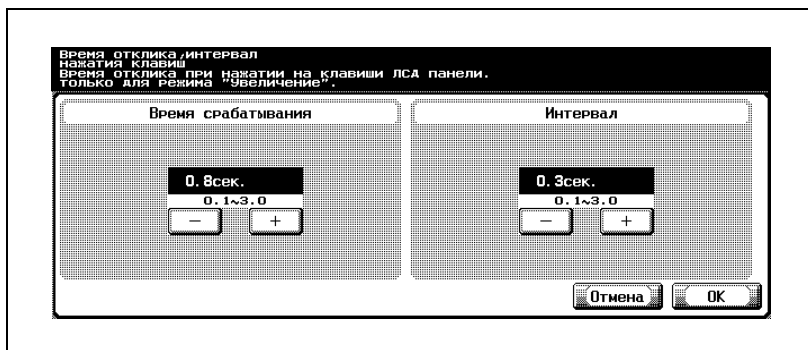 Время отклика,интервал
нажатия клавиш
Время отклика при нажатии на клавиши ЛСД панели.
только для режима "Увеличение".
Время срабатывания
Интервал
0.8сек.
0.3сек.
0.1~3.0
0.1~3.0
− +
− +
Отмена
OK